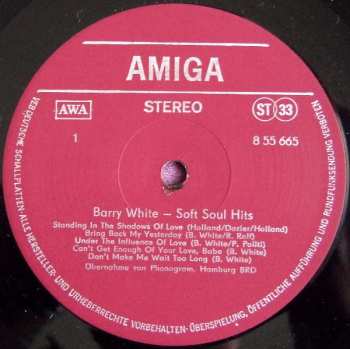 AMIGA
AWA
STEREO
ST 33
1
8 55 665
Barry White – Soft Soul Hits
Standing In The Shadows Of Love (Holland/Dozier/Holland)
Bring Back My Yesterday (B. White/R. Relf)
Under The Influence Of Love (B. White/P. Politi)
Can't Get Enough Of Your Love, Babe (B. White)
Don't Make Me Wait Too Long (B. White)
Übernahme von Phonogram, Hamburg BRD
VEB DEUTSCHE SCHALLPLATTEN · ALLE HERSTELLER UND URHEBERRECHTE VORBEHALTEN · ÜBERSPIELUNG, ÖFFENTLICHE AUFFÜHRUNG UND RUNDFUNKSENDUNG VERBOTEN